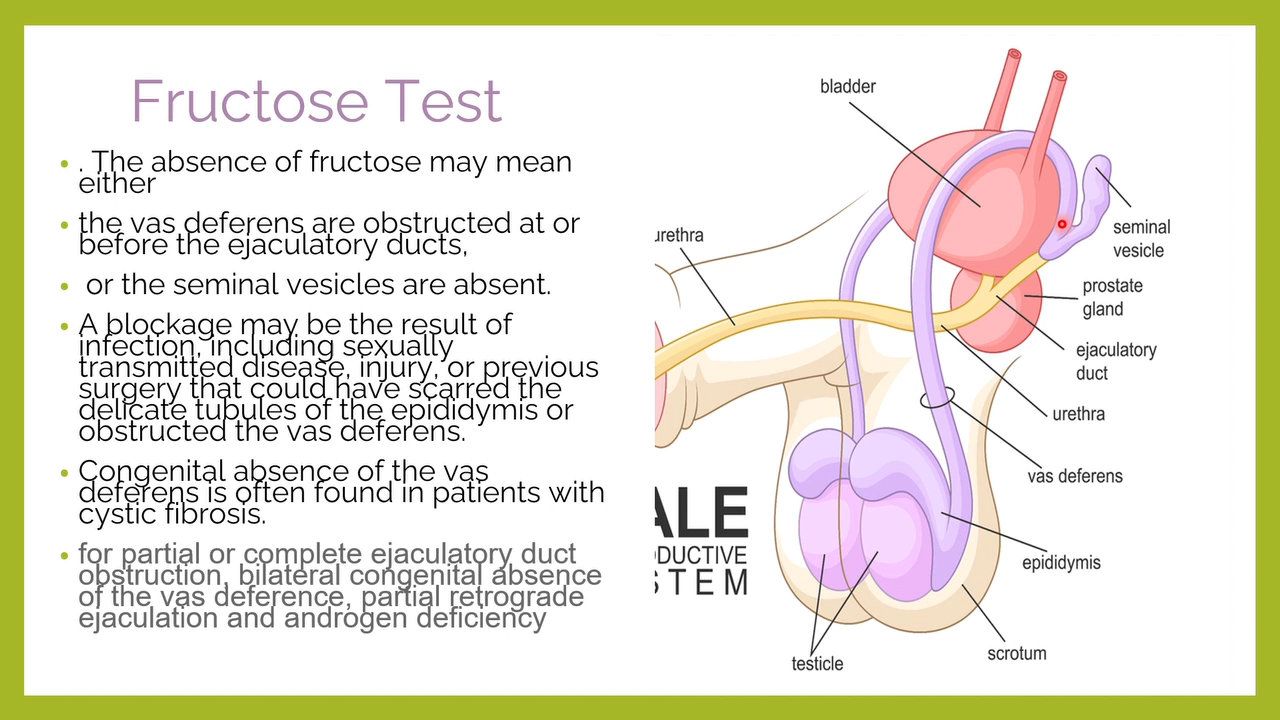 Fructose Test
. The absence of fructose may mean
either
the vas deferens are obstructed at or
before the ejaculatory ducts,
or the seminal vesicles are absent.
A blockage may be the result of
infection, including sexually
transmitted disease, injury, or previous
surgery that could have scarred the
delicate tubules of the epididymis or
obstructed the vas deferens.
Congenital absence of the vas
deferens is often found in patients with
cystic fibrosis.
for partial or complete ejaculatory duct
obstruction, bilateral congenital absence
of the vas deference, partial retrograde
ejaculation and androgen deficiency
bladder
urethra
seminal
vesicle
prostate
gland
ejaculatory
duct
urethra
vas deferens
epididymis
scrotum
testicle
ALE
ODUCTIVE
STEM